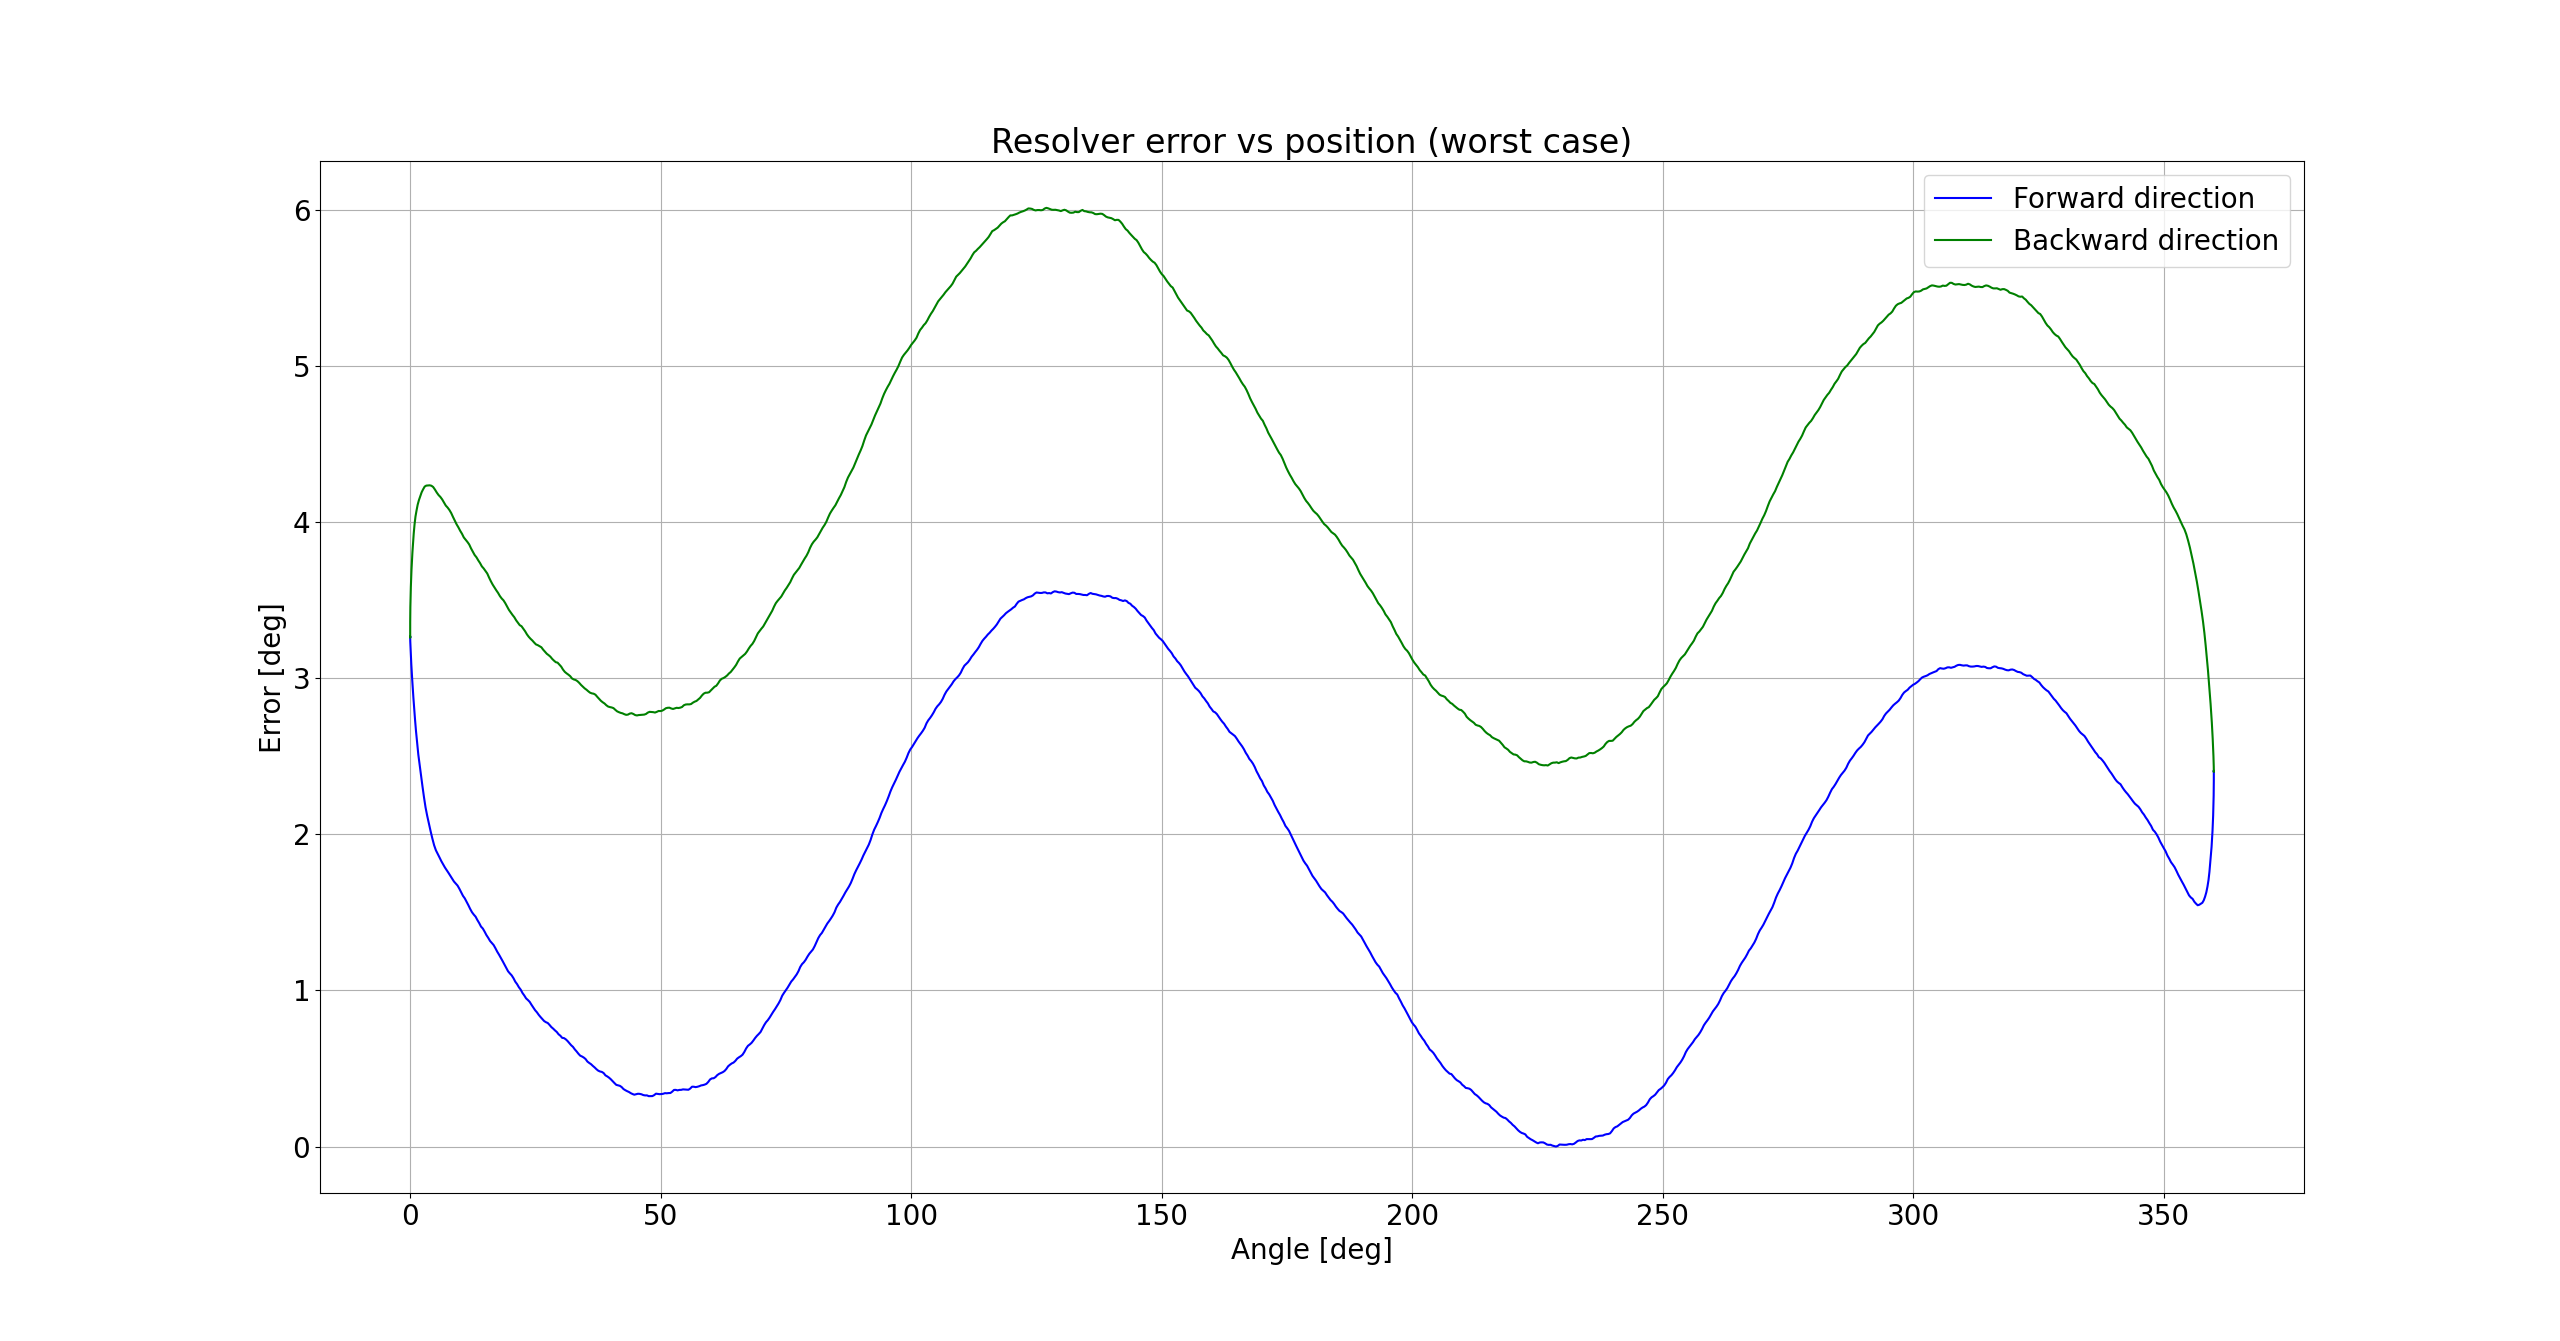 Resolver error vs position (worst case)
Forward direction
Backward direction
6
5
4
3
2
1
0
Error [deg]
0 50 100 150 200 250 300 350
Angle [deg]